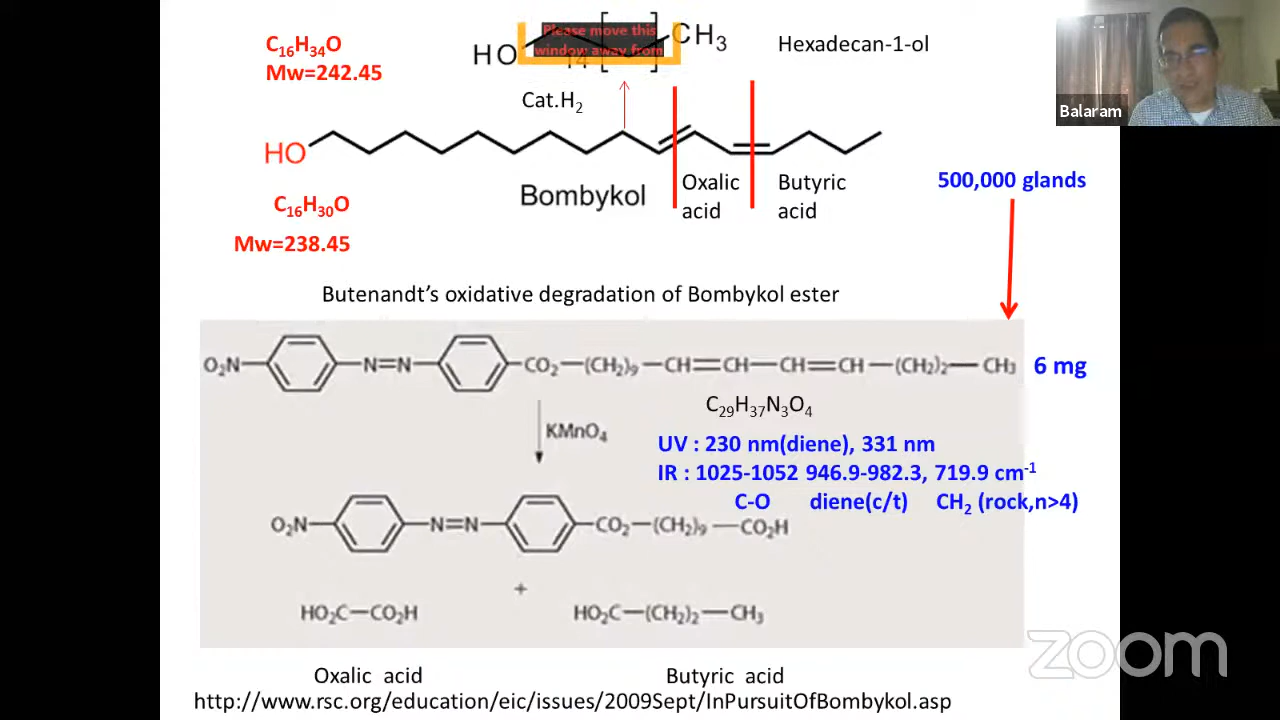 C₁₆H₃₄O
Mw=242.45
HO
Please move this
window away from
14
CH₃
Hexadecan-1-ol
Balaram
Cat.H₂
HO
C₁₆H₃₀O
Mw=238.45
Bombykol
Oxalic
acid
Butyric
acid
500,000 glands
Butenandt's oxidative degradation of Bombykol ester
O₂N N=N CO₂—(CH₂)₉—CH=CH—CH=CH—(CH₂)₂—CH₃ 6 mg
C₂₉H₃₇N₃O₄
KMnO₄
UV : 230 nm(diene), 331 nm
IR : 1025-1052 946.9-982.3, 719.9 cm⁻¹
C-O diene(c/t) CH₂ (rock,n>4)
O₂N N=N CO₂—(CH₂)₉—CO₂H
+
HO₂C—CO₂H HO₂C—(CH₂)₂—CH₃
zoom
Oxalic acid Butyric acid
http://www.rsc.org/education/eic/issues/2009Sept/InPursuitOfBombykol.asp